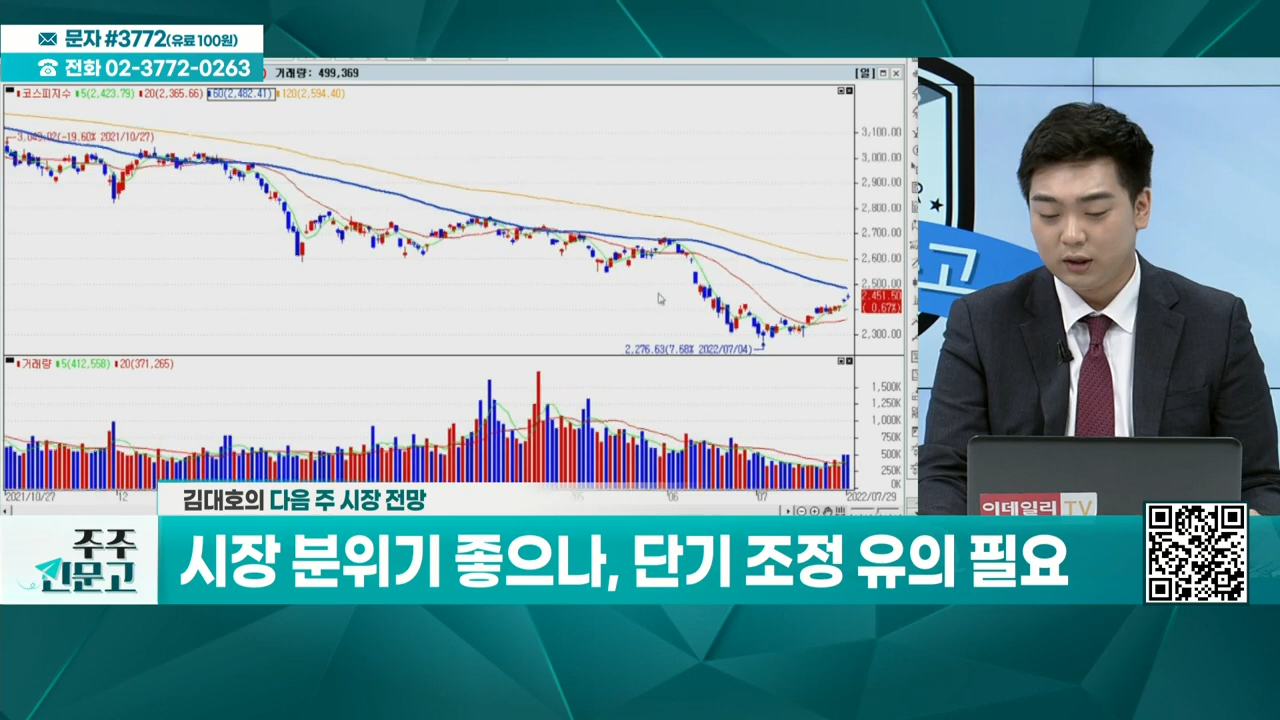 문자 #3772(유료 100원)
전화 02-3772-0263
거래량: 499,369
[일]
코스피지수 5(2,423.79) 20(2,365.66) 60(2,482.41) 120(2,594.40)
3,049.02(-19.60% 2021/10/27)
3,100.00
3,000.00
2,900.00
2,800.00
2,700.00
2,600.00
2,500.00
2,451.50
( 0.67%)
2,300.00
2,276.63(7.68% 2022/07/04)
거래량 5(412,558) 20(371,265)
1,500K
1,250K
1,000K
750K
500K
250K
0K
2021/10/27 12 05 06 07 2022/07/29
고
이데일리TV
김대호의 다음 주 시장 전망
주주
신문고
시장 분위기 좋으나, 단기 조정 유의 필요